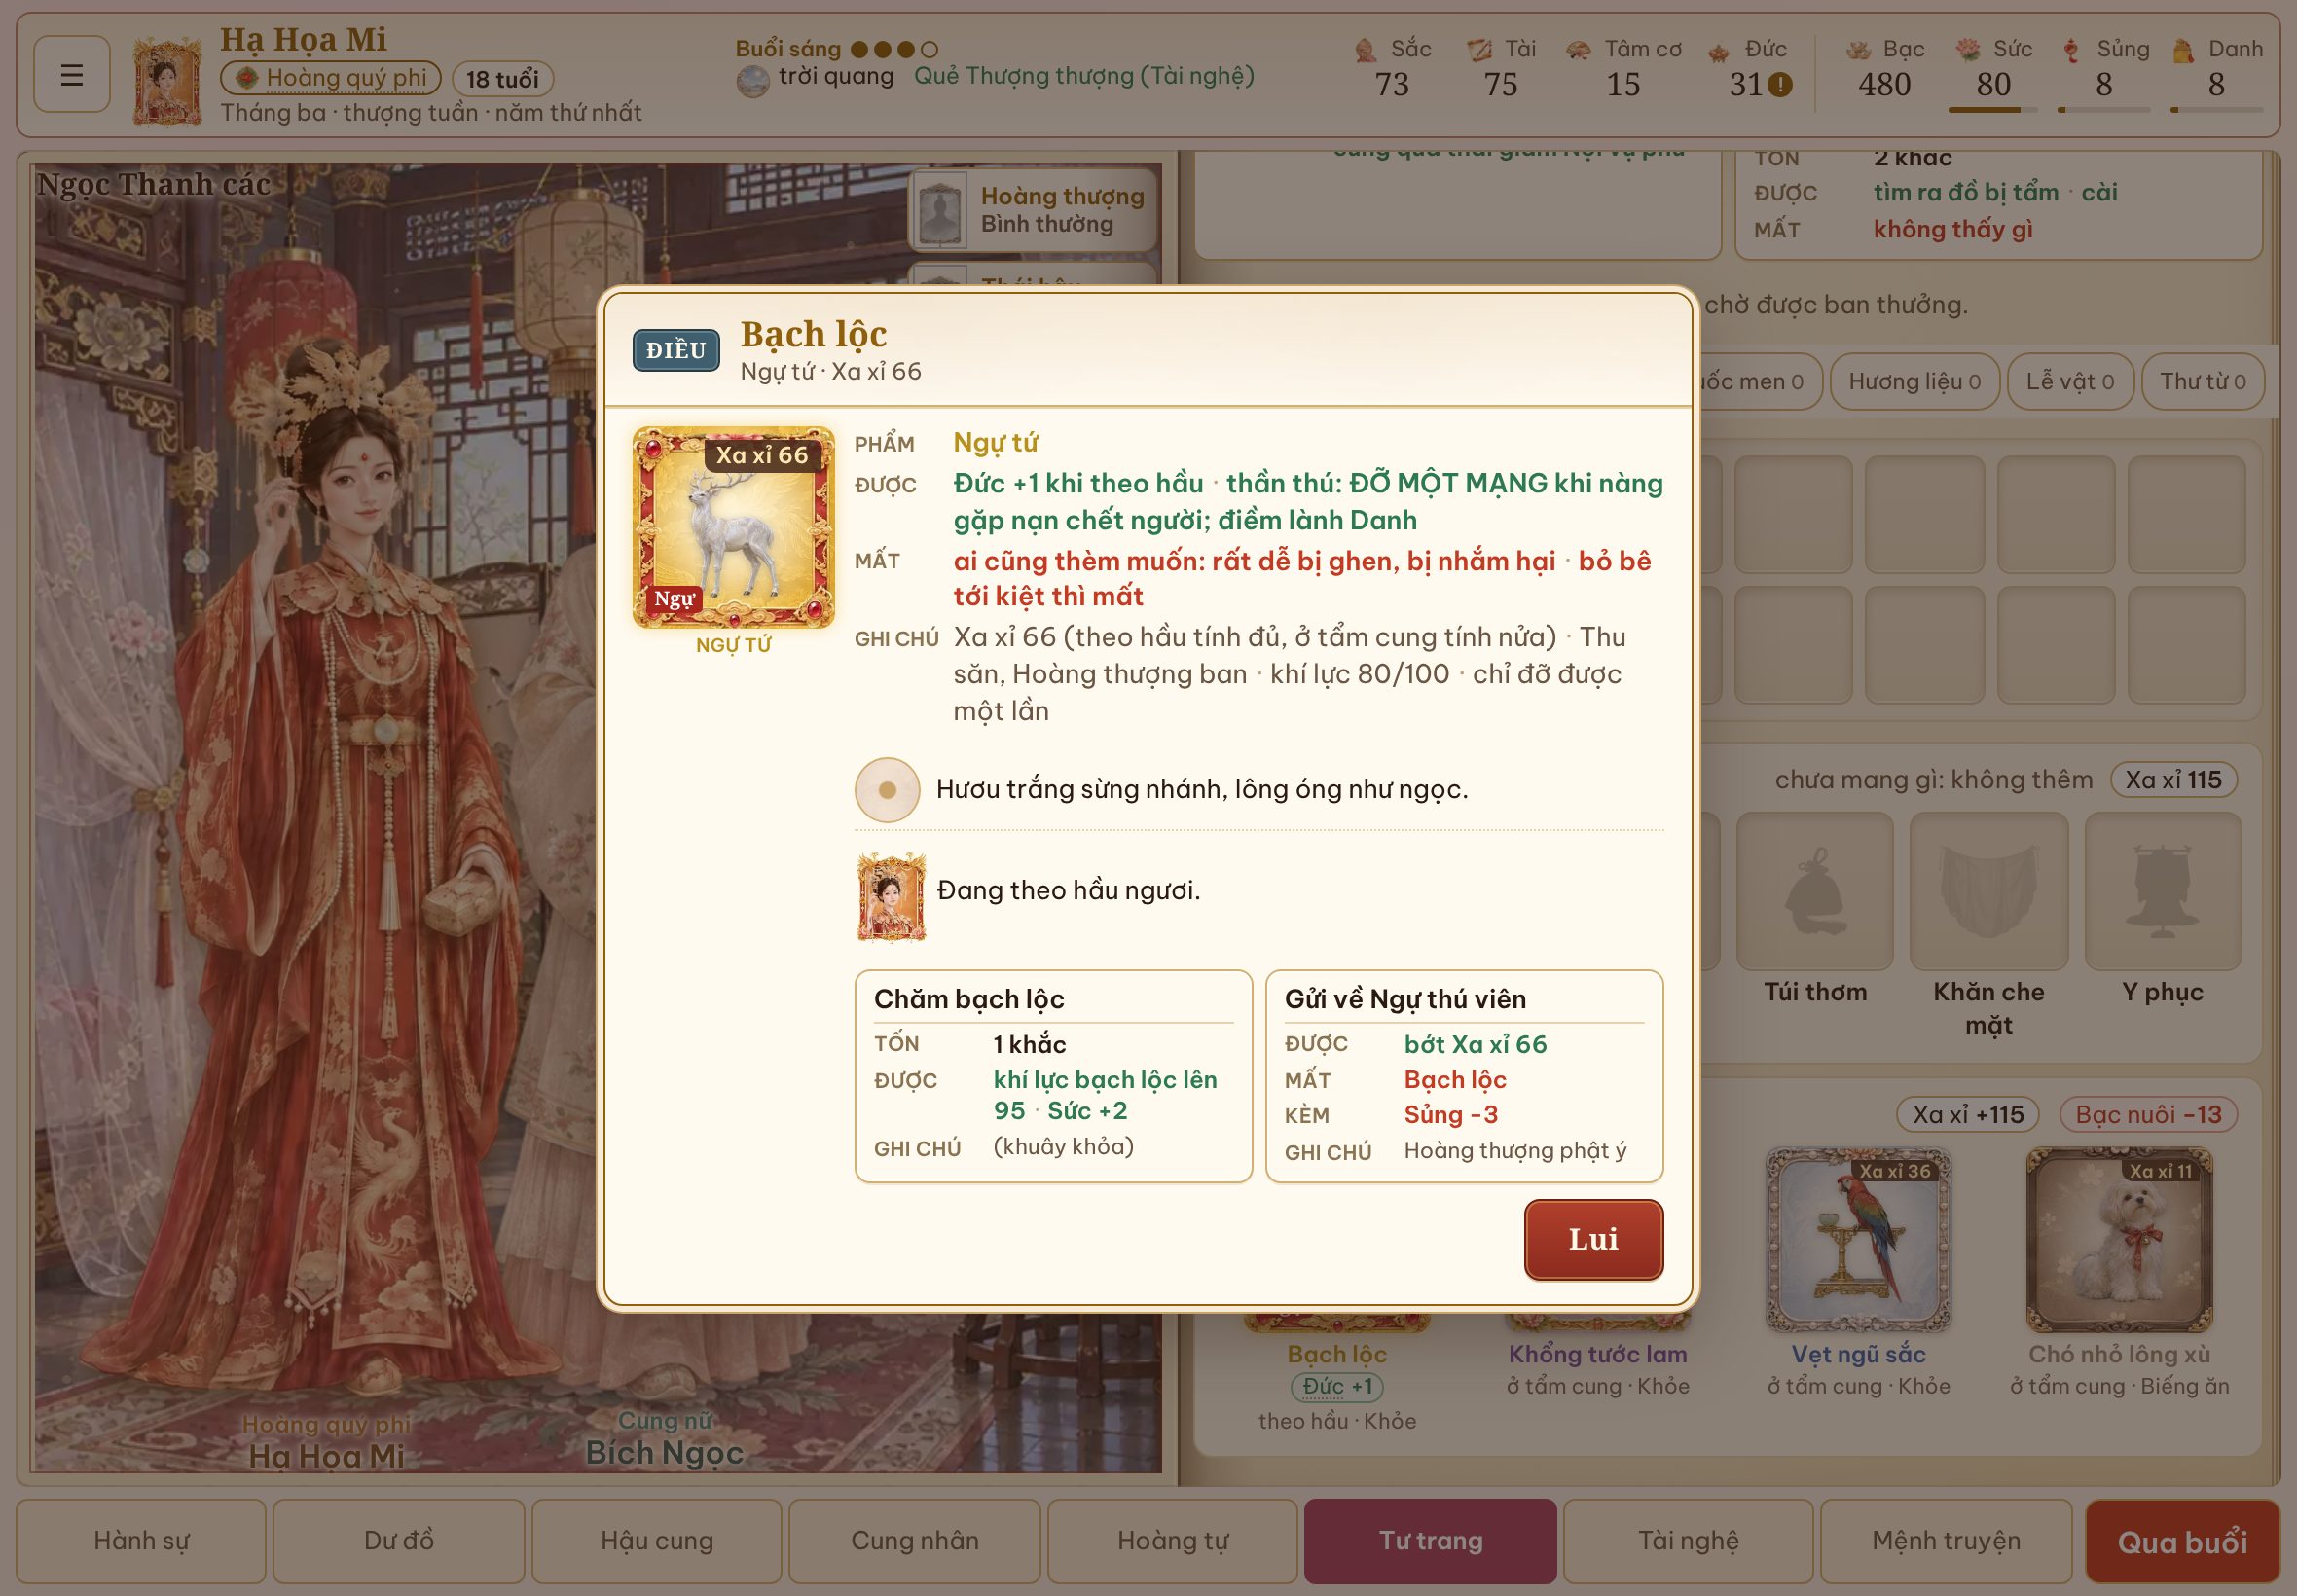 Hạ Họa Mi
Hoàng quý phi
18 tuổi
Tháng ba · thượng tuần · năm thứ nhất
Buổi sáng
trời quang Quẻ Thượng thượng (Tài nghệ)
Sắc
73
Tài
75
Tâm cơ
15
Đức
31 !
Bạc
480
Sức
80
Sủng
8
Danh
8
Ngọc Thanh các
Hoàng thượng
Bình thường
TỐN 2 khắc
ĐƯỢC tìm ra đồ bị tẩm · cài
MẤT không thấy gì
chờ được ban thưởng.
Hương liệu 0
Lễ vật 0
Thư từ 0
ĐIỀU
Bạch lộc
Ngự tứ · Xa xỉ 66
Xa xỉ 66
Ngự
NGỰ TỨ
PHẨM Ngự tứ
ĐƯỢC Đức +1 khi theo hầu · thần thú: ĐỠ MỘT MẠNG khi nàng
gặp nạn chết người; điềm lành Danh
MẤT ai cũng thèm muốn: rất dễ bị ghen, bị nhắm hại · bỏ bê
tới kiệt thì mất
GHI CHÚ Xa xỉ 66 (theo hầu tính đủ, ở tẩm cung tính nửa) · Thu
săn, Hoàng thượng ban · khí lực 80/100 · chỉ đỡ được
một lần
Hươu trắng sừng nhánh, lông óng như ngọc.
Đang theo hầu ngươi.
Chăm bạch lộc
TỐN 1 khắc
ĐƯỢC khí lực bạch lộc lên
95 · Sức +2
GHI CHÚ (khuây khỏa)
Gửi về Ngự thú viên
ĐƯỢC bớt Xa xỉ 66
MẤT Bạch lộc
KÈM Sủng -3
GHI CHÚ Hoàng thượng phật ý
Lui
chưa mang gì: không thêm Xa xỉ 115
Túi thơm
Khăn che
mặt
Y phục
Xa xỉ +115 Bạc nuôi −13
Xa xỉ 36
Xa xỉ 11
Bạch lộc
Đức +1
theo hầu · Khỏe
Khổng tước lam
ở tẩm cung · Khỏe
Vẹt ngũ sắc
ở tẩm cung · Khỏe
Chó nhỏ lông xù
ở tẩm cung · Biếng ăn
Hoàng quý phi
Hạ Họa Mi
Cung nữ
Bích Ngọc
Hành sự
Dư đồ
Hậu cung
Cung nhân
Hoàng tự
Tư trang
Tài nghệ
Mệnh truyện
Qua buổi